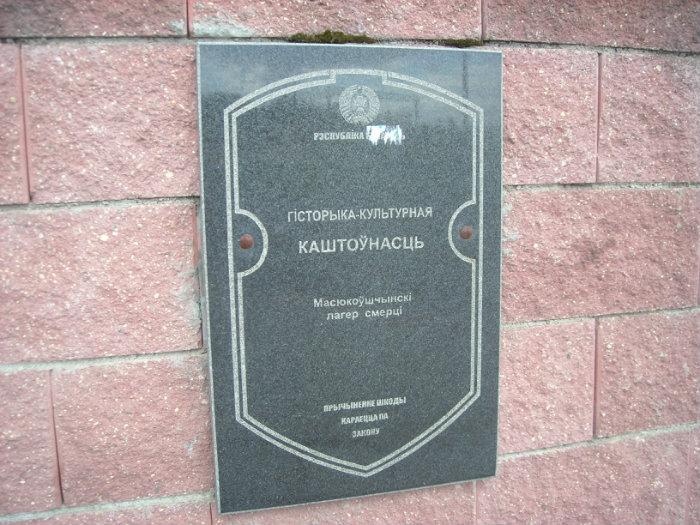 РЭСПУБЛІКА
ГІСТОРЫКА-КУЛЬТУРНАЯ
КАШТОЎНАСЦЬ
Масюкоўшчынскі
лагер смерці
ПРЫЧЫНЕННЕ ШКОДЫ
КАРАЕЦЦА ПА
ЗАКОНУ